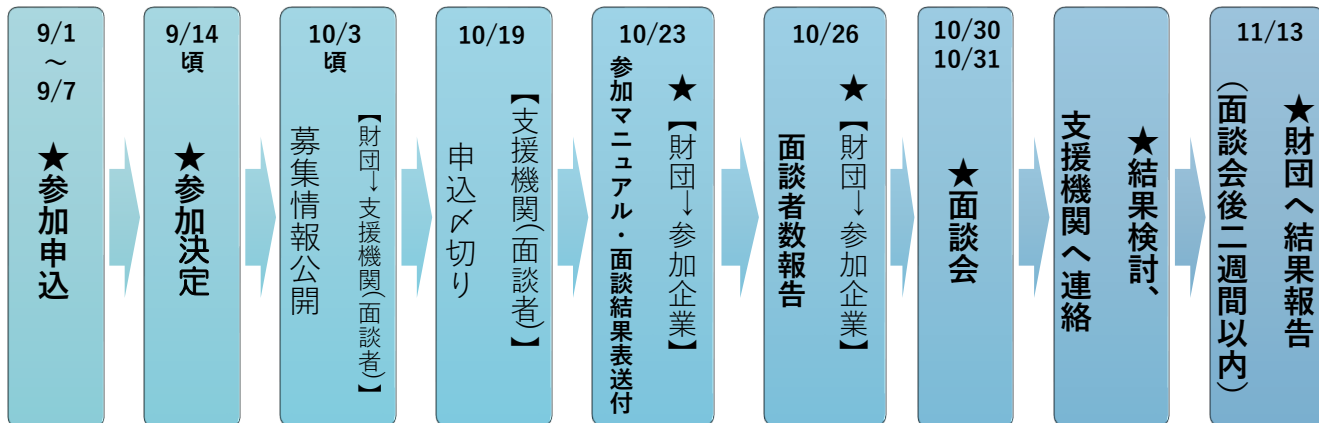 9/1
～
9/7
★参加申込
9/14
頃
★参加決定
10/3
頃
【財団→支援機関(面談者)】
募集情報公開
10/19
【支援機関(面談者)】
申込〆切り
10/23
★【財団→参加企業】
参加マニュアル・面談結果表送付
10/26
★【財団→参加企業】
面談者数報告
10/30
10/31
★面談会
★結果検討、
支援機関へ連絡
11/13
★財団へ結果報告
(面談会後二週間以内)